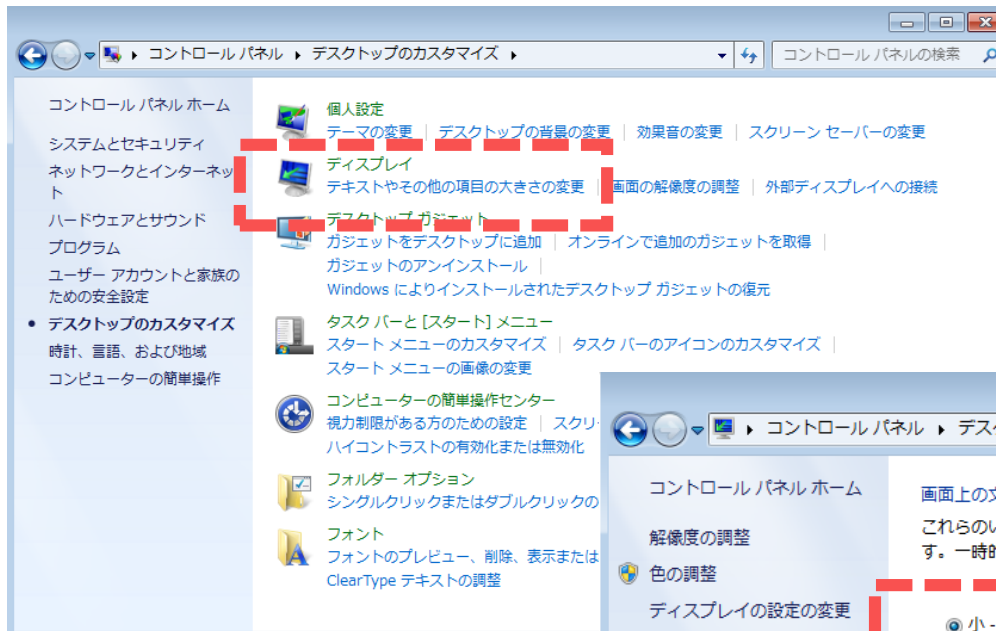 コントロール パネル デスクトップのカスタマイズ
コントロール パネルの検索
コントロール パネル ホーム
システムとセキュリティ
ネットワークとインターネッ
ト
ハードウェアとサウンド
プログラム
ユーザー アカウントと家族の
ための安全設定
デスクトップのカスタマイズ
時計、言語、および地域
コンピューターの簡単操作
個人設定
テーマの変更 デスクトップの背景の変更 効果音の変更 スクリーン セーバーの変更
ディスプレイ
テキストやその他の項目の大きさの変更 画面の解像度の調整 外部ディスプレイへの接続
デスクトップ ガジェット
ガジェットをデスクトップに追加 オンラインで追加のガジェットを取得
ガジェットのアンインストール
Windows によりインストールされたデスクトップ ガジェットの復元
タスク バーと [スタート] メニュー
スタート メニューのカスタマイズ タスク バーのアイコンのカスタマイズ
スタート メニューの画像の変更
コンピューターの簡単操作センター
視力制限がある方のための設定 スクリ
ハイコントラストの有効化または無効化
フォルダー オプション
シングルクリックまたはダブルクリックの
フォント
フォントのプレビュー、削除、表示または
ClearType テキストの調整
コントロール パネル デス
コントロール パネル ホーム
解像度の調整
色の調整
ディスプレイの設定の変更
画面上の
これらのい
す。一時的
小 -